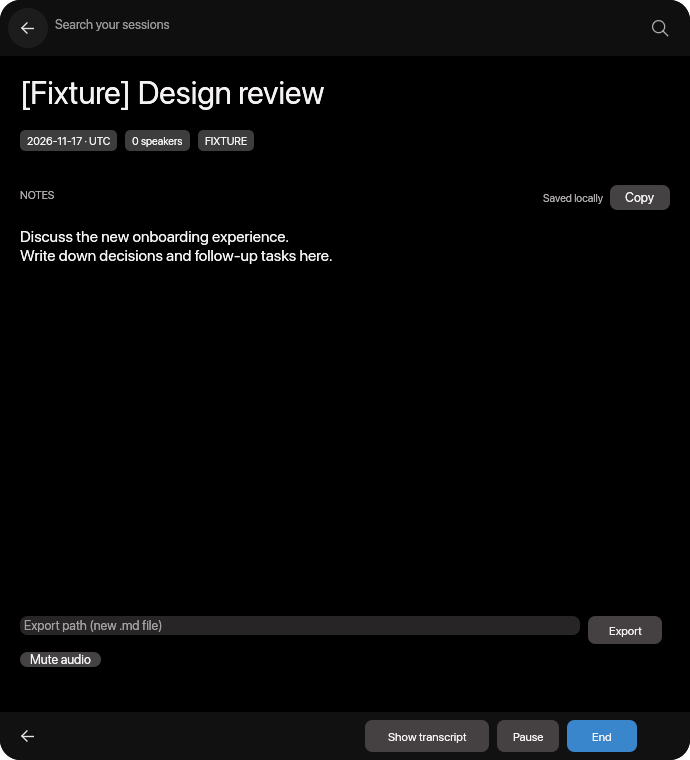 Search your sessions
[Fixture] Design review
2026-11-17 · UTC
0 speakers
FIXTURE
NOTES
Saved locally
Copy
Discuss the new onboarding experience.
Write down decisions and follow-up tasks here.
Export path (new .md file)
Export
Mute audio
Show transcript
Pause
End